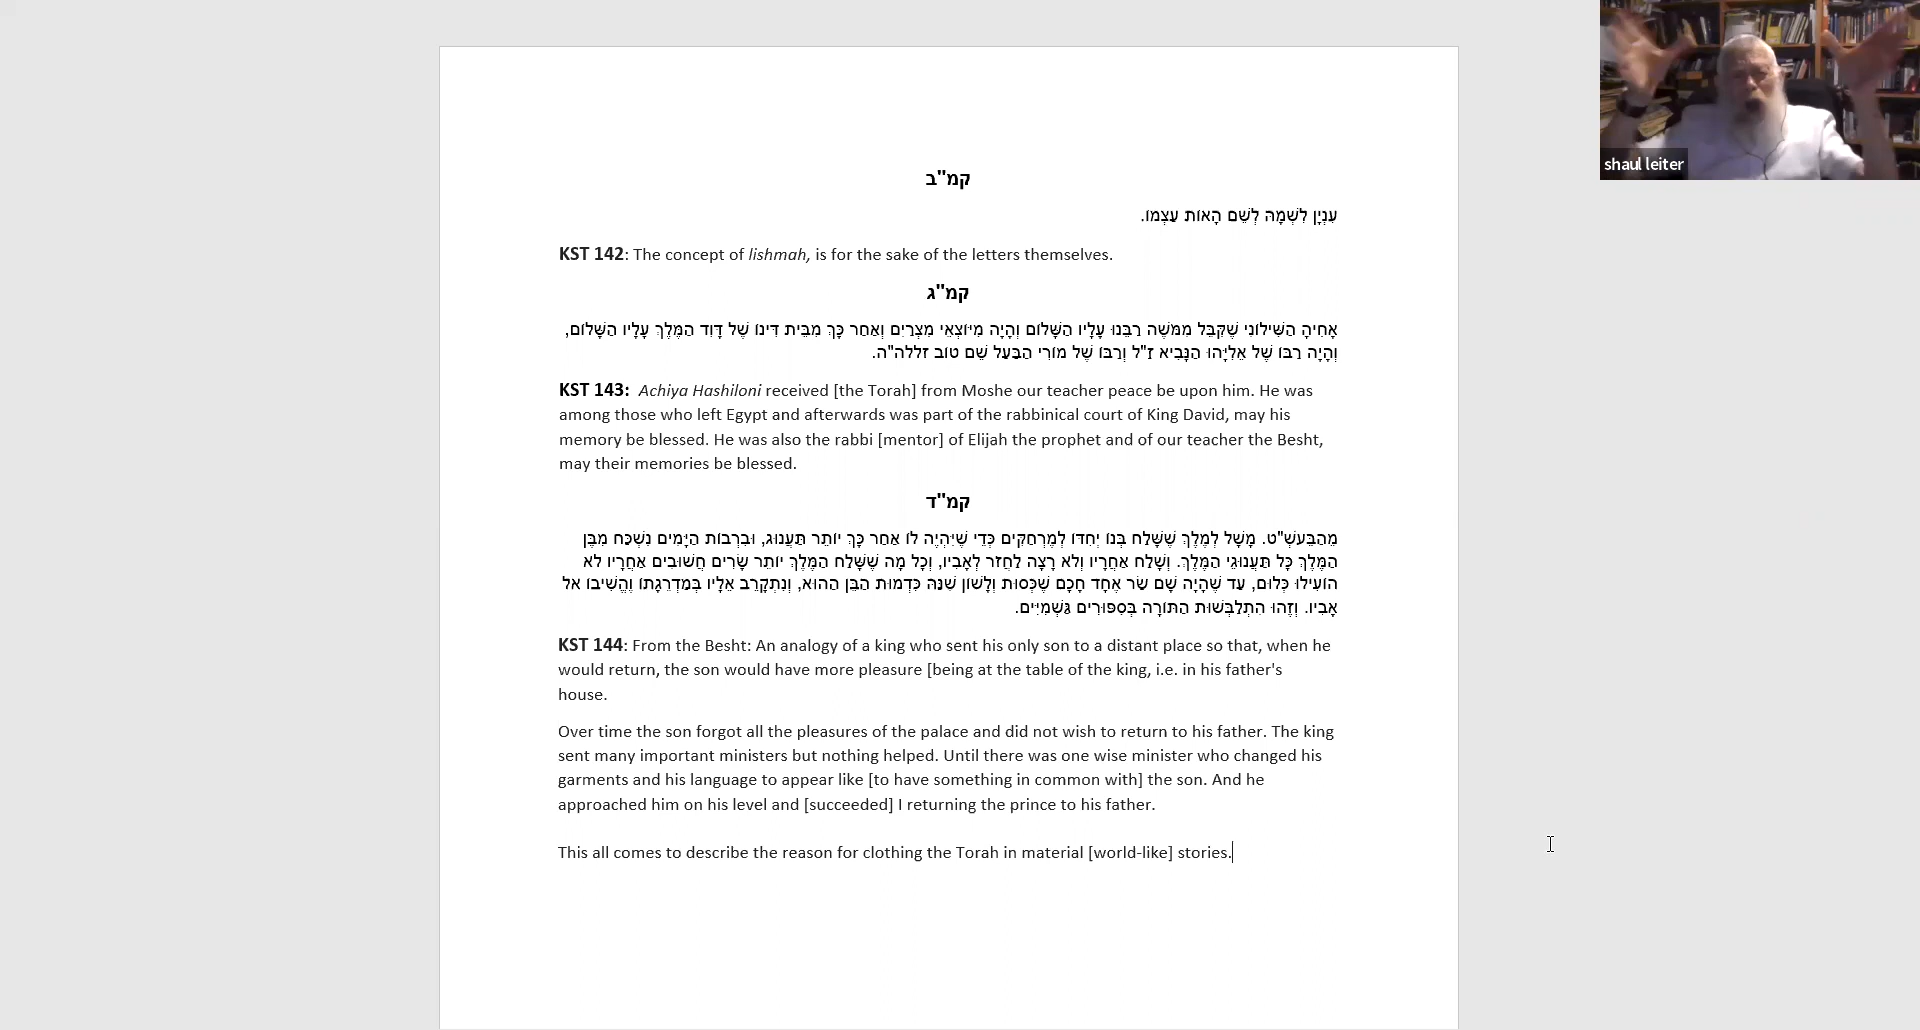 קמ"ב
עִנְיָן לִשְׁמָהּ לְשֵׁם הָאוֹת עַצְמוֹ.
KST 142: The concept of lishmah, is for the sake of the letters themselves.
קמ"ג
אֲחִיָּה הַשִּׁילוֹנִי שֶׁקִּבֵּל מִמֹּשֶׁה רַבֵּנוּ עָלָיו הַשָּׁלוֹם וְהָיָה מִיּוֹצְאֵי מִצְרַיִם וְאַחַר כָּךְ מִבֵּית דִּינוֹ שֶׁל דָּוִד הַמֶּלֶךְ עָלָיו הַשָּׁלוֹם,
וְהָיָה רַבּוֹ שֶׁל אֵלִיָּהוּ הַנָּבִיא ז"ל וְרַבּוֹ שֶׁל מוֹרִי הַבַּעַל שֵׁם טוֹב זללה"ה.
KST 143: Achiya Hashiloni received [the Torah] from Moshe our teacher peace be upon him. He was
among those who left Egypt and afterwards was part of the rabbinical court of King David, may his
memory be blessed. He was also the rabbi [mentor] of Elijah the prophet and of our teacher the Besht,
may their memories be blessed.
קמ"ד
מֵהַבֵּעשְׁ"ט. מָשָׁל לְמֶלֶךְ שֶׁשָּׁלַח בְּנוֹ יְחִדוֹ לְמֶרְחַקִּים כְּדֵי שֶׁיִּהְיֶה לוֹ אַחַר כָּךְ יוֹתֵר תַּעֲנוּג, וּבִרְבוֹת הַיָּמִים נִשְׁכַּח מִבֶּן
הַמֶּלֶךְ כָּל תַּעֲנוּגֵי הַמֶּלֶךְ. וְשָׁלַח אַחֲרָיו וְלֹא רָצָה לַחֲזֹר לְאָבִיו, וְכָל מָה שֶׁשָּׁלַח הַמֶּלֶךְ יוֹתֵר שָׂרִים חֲשׁוּבִים אַחֲרָיו לֹא
הוֹעִילוּ כְּלוּם, עַד שֶׁהָיָה שָׁם שַׂר אֶחָד חָכָם שֶׁכְּסוּת וְלָשׁוֹן שִׁנָּה כִּדְמוּת הַבֵּן הַהוּא, וְנִתְקָרֵב אֵלָיו בְּמַדְרֵגָתוֹ וֶהֱשִׁיבוֹ אל
אָבִיו. וְזֶהוּ הִתְלַבְּשׁוּת הַתּוֹרָה בְּסִפּוּרִים גַּשְׁמִיִּים.
KST 144: From the Besht: An analogy of a king who sent his only son to a distant place so that, when he
would return, the son would have more pleasure [being at the table of the king, i.e. in his father's
house.
Over time the son forgot all the pleasures of the palace and did not wish to return to his father. The king
sent many important ministers but nothing helped. Until there was one wise minister who changed his
garments and his language to appear like [to have something in common with] the son. And he
approached him on his level and [succeeded] I returning the prince to his father.
This all comes to describe the reason for clothing the Torah in material [world-like] stories.
shaul leiter